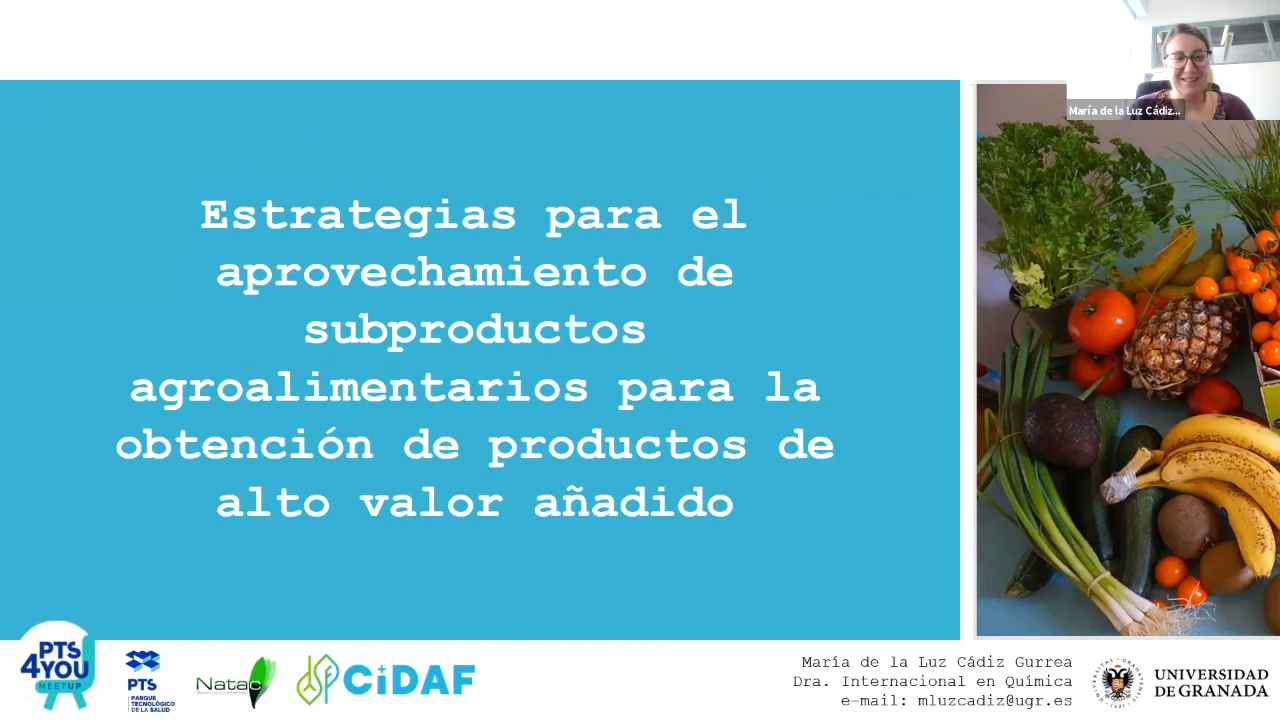 María de la Luz Cádiz...
Estrategias para el
aprovechamiento de
subproductos
agroalimentarios para la
obtención de productos de
alto valor añadido
PTS
4YOU
MEETUP
PTS
PARQUE
TECNOLÓGICO
DE LA SALUD
Natac
CiDAF
María de la Luz Cádiz Gurrea
Dra. Internacional en Química
e-mail: mluzcadiz@ugr.es
UNIVERSIDAD
DE GRANADA